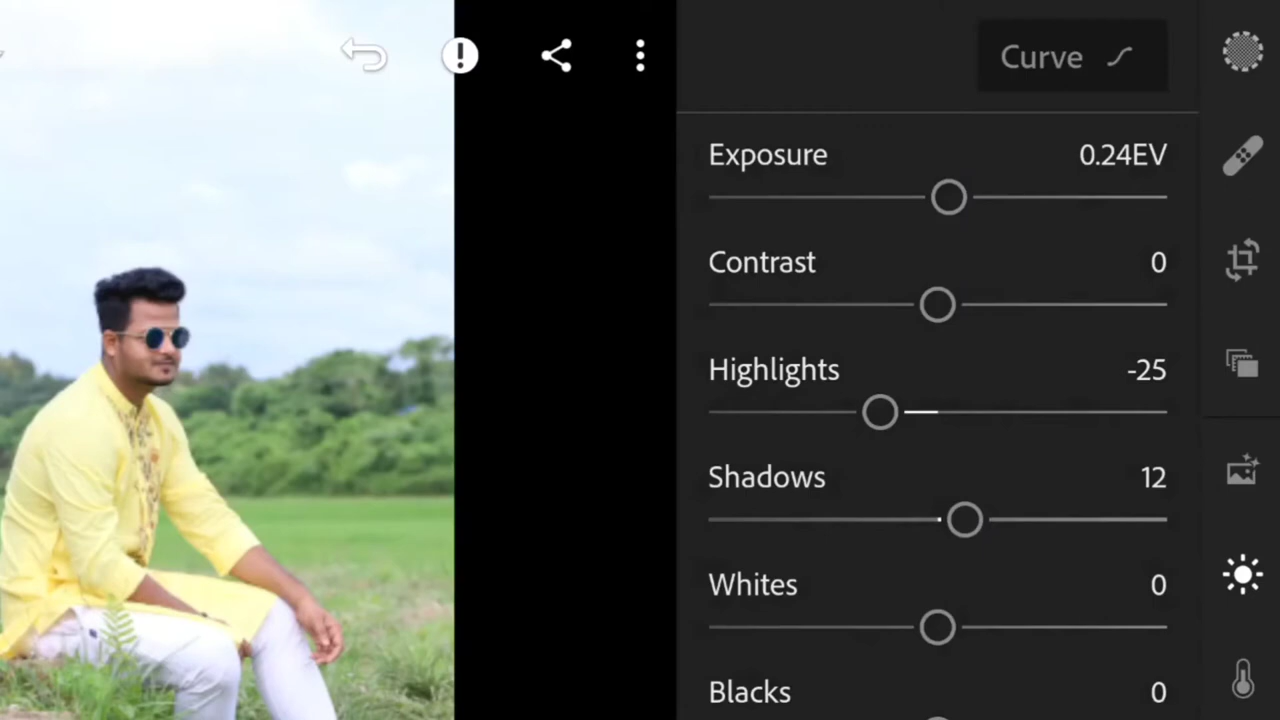 Curve
Exposure 0.24EV
Contrast 0
Highlights -25
Shadows 12
Whites 0
Blacks 0